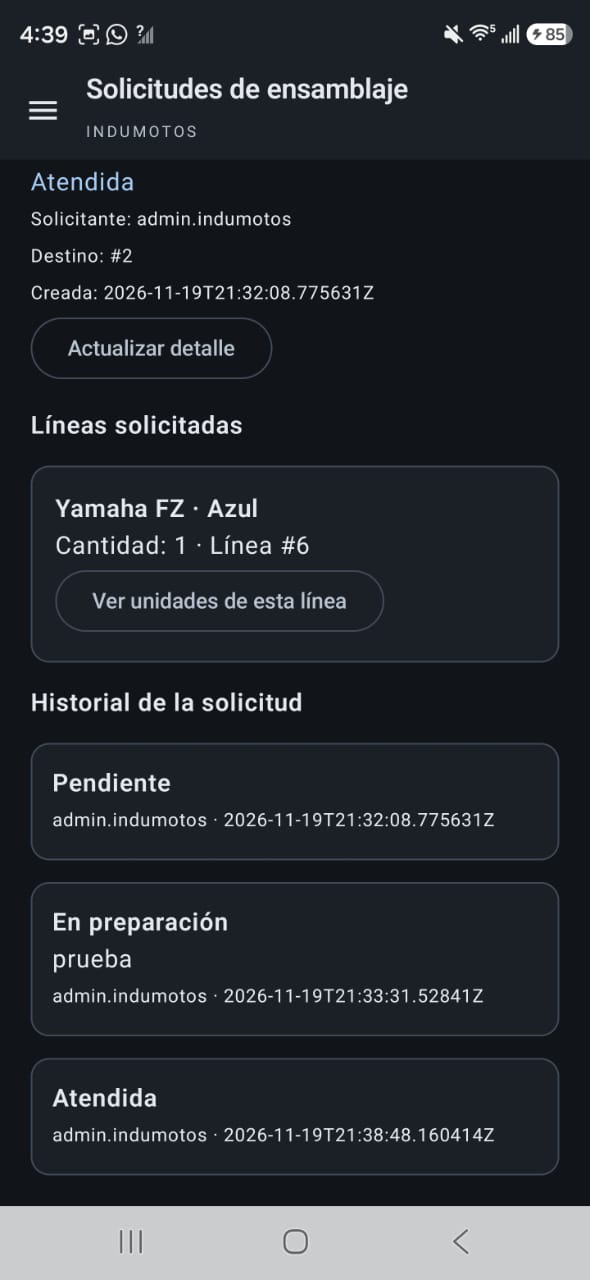 4:39
5
85
Solicitudes de ensamblaje
INDUMOTOS
Atendida
Solicitante: admin.indumotos
Destino: #2
Creada: 2026-11-19T21:32:08.775631Z
Actualizar detalle
Líneas solicitadas
Yamaha FZ · Azul
Cantidad: 1 · Línea #6
Ver unidades de esta línea
Historial de la solicitud
Pendiente
admin.indumotos · 2026-11-19T21:32:08.775631Z
En preparación
prueba
admin.indumotos · 2026-11-19T21:33:31.52841Z
Atendida
admin.indumotos · 2026-11-19T21:38:48.160414Z